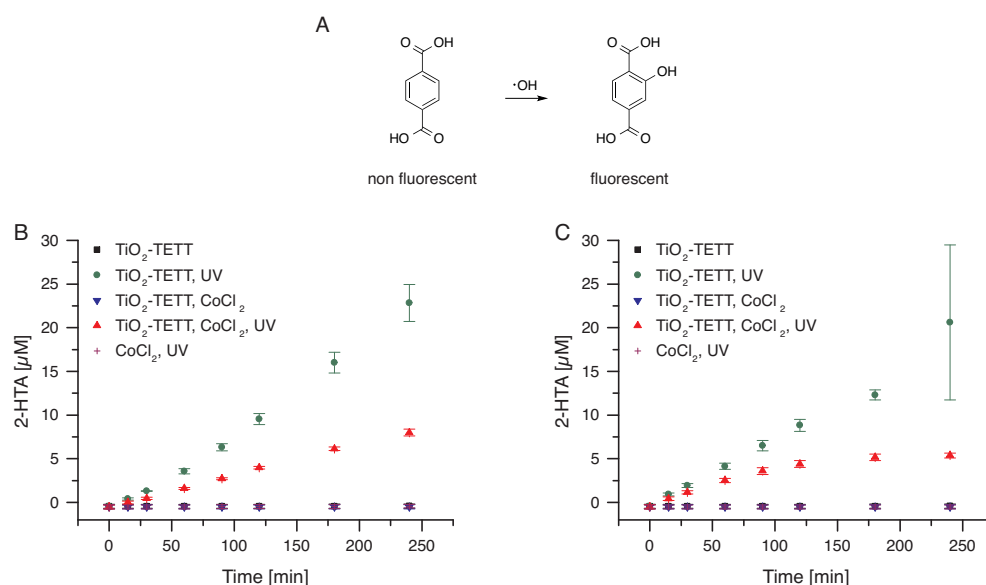 A
O OH
HO O
non fluorescent
·OH
O OH
OH
HO O
fluorescent
B
2-HTA [µM]
30
25
20
15
10
5
0
TiO2-TETT
TiO2-TETT, UV
TiO2-TETT, CoCl2
TiO2-TETT, CoCl2, UV
CoCl2, UV
0 50 100 150 200 250
Time [min]
C
2-HTA [µM]
30
25
20
15
10
5
0
TiO2-TETT
TiO2-TETT, UV
TiO2-TETT, CoCl2
TiO2-TETT, CoCl2, UV
CoCl2, UV
0 50 100 150 200 250
Time [min]